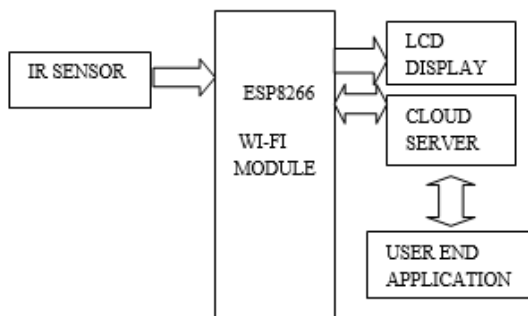 IR SENSOR
ESP8266
WI-FI
MODULE
LCD
DISPLAY
CLOUD
SERVER
USER END
APPLICATION